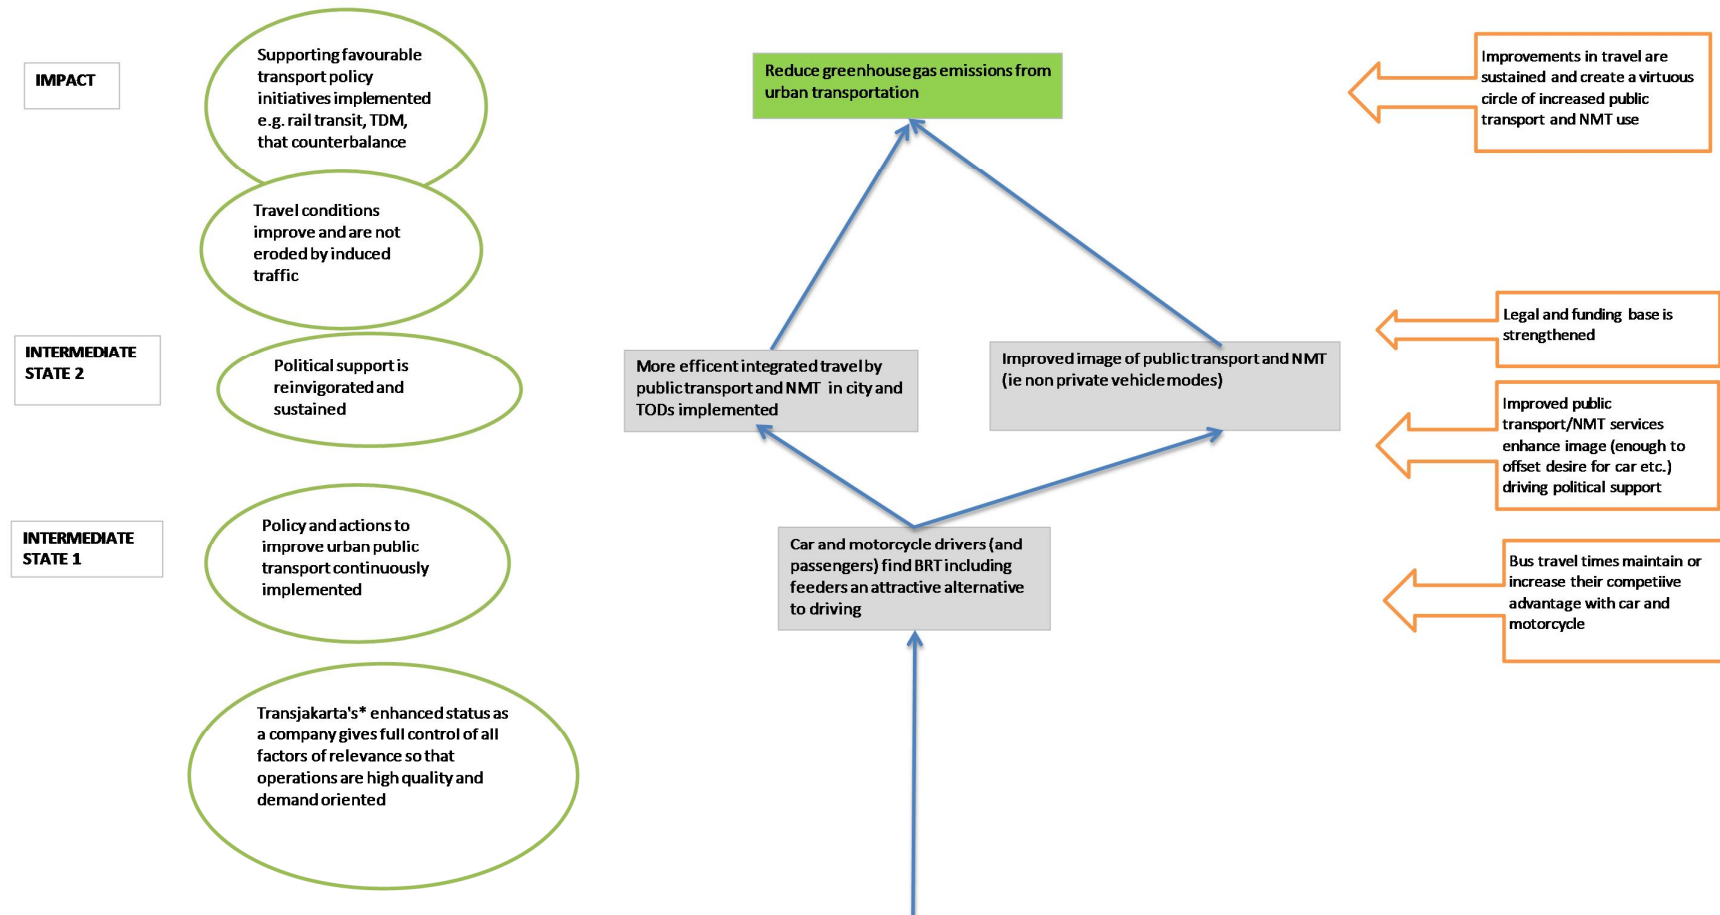 IMPACT
Supporting favourable
transport policy
initiatives implemented
e.g. rail transit, TDM,
that counterbalance
Reduce greenhouse gas emissions from
urban transportation
Improvements in travel are
sustained and create a virtuous
circle of increased public
transport and NMT use
Travel conditions
improve and are not
eroded by induced
traffic
INTERMEDIATE
STATE 2
Political support is
reinvigorated and
sustained
More efficent integrated travel by
public transport and NMT in city and
TODs implemented
Improved image of public transport and NMT
(ie non private vehicle modes)
Legal and funding base is
strengthened
Improved public
transport/NMT services
enhance image (enough to
offset desire for car etc.)
driving political support
INTERMEDIATE
STATE 1
Policy and actions to
improve urban public
transport continuously
implemented
Car and motorcycle drivers (and
passengers) find BRT including
feeders an attractive alternative
to driving
Bus travel times maintain or
increase their competiive
advantage with car and
motorcycle
Transjakarta's* enhanced status as
a company gives full control of all
factors of relevance so that
operations are high quality and
demand oriented